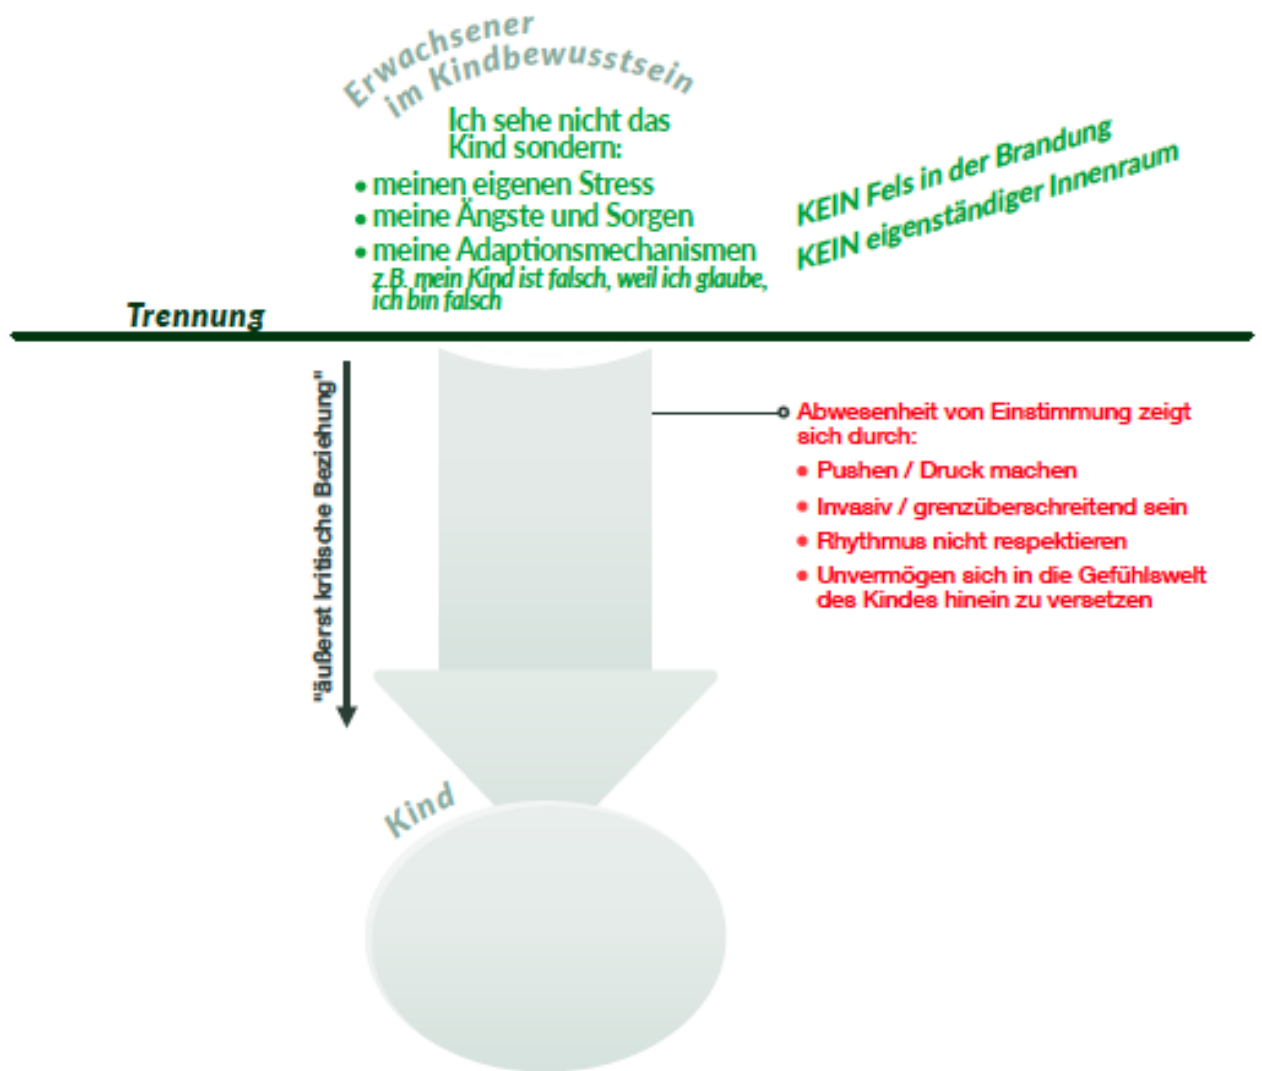 Erwachsener
im Kindbewusstsein
Ich sehe nicht das
Kind sondern:
• meinen eigenen Stress
• meine Ängste und Sorgen
• meine Adaptionsmechanismen
z.B. mein Kind ist falsch, weil ich glaube,
ich bin falsch
KEIN Fels in der Brandung
KEIN eigenständiger Innenraum
Trennung
"äußerst kritische Beziehung"
Abwesenheit von Einstimmung zeigt
sich durch:
• Pushen / Druck machen
• Invasiv / grenzüberschreitend sein
• Rhythmus nicht respektieren
• Unvermögen sich in die Gefühlswelt
des Kindes hinein zu versetzen
Kind